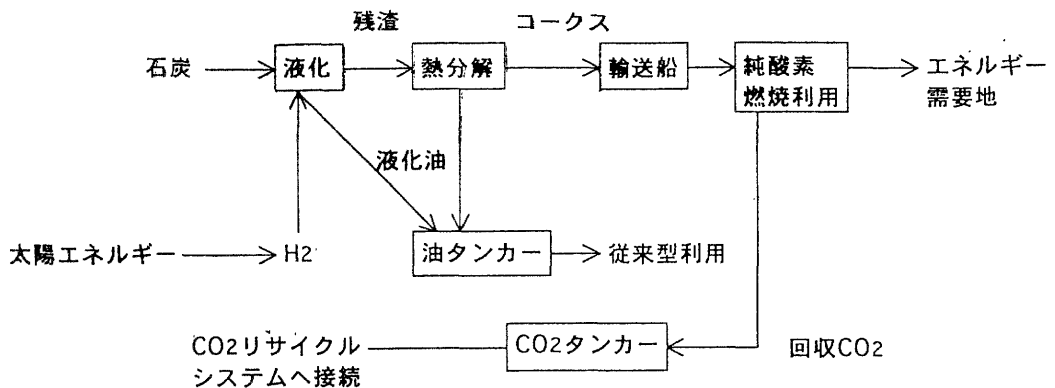 残渣
コークス
石炭
液化
熱分解
輸送船
純酸素
燃焼利用
エネルギー
需要地
液化油
太陽エネルギー
H2
油タンカー
従来型利用
CO2リサイクル
システムへ接続
CO2タンカー
回収CO2